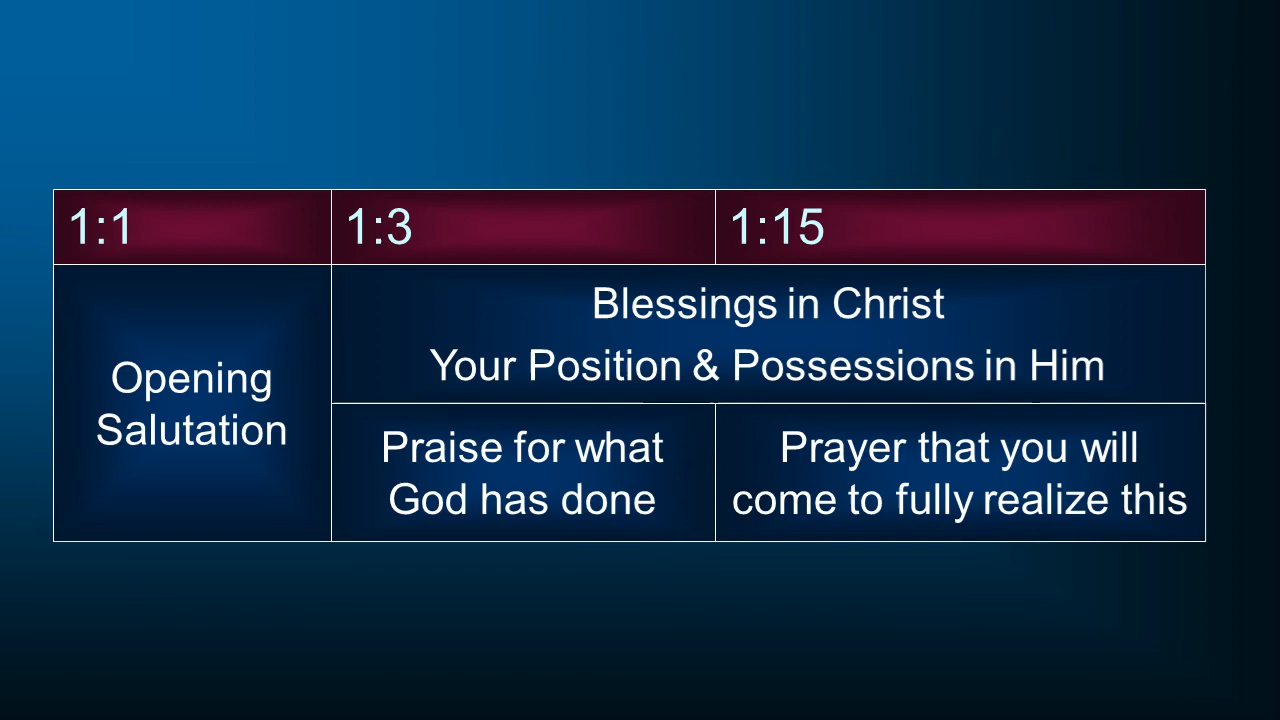 1:1
1:3
1:15
Opening
Salutation
Blessings in Christ
Your Position & Possessions in Him
Praise for what
God has done
Prayer that you will
come to fully realize this